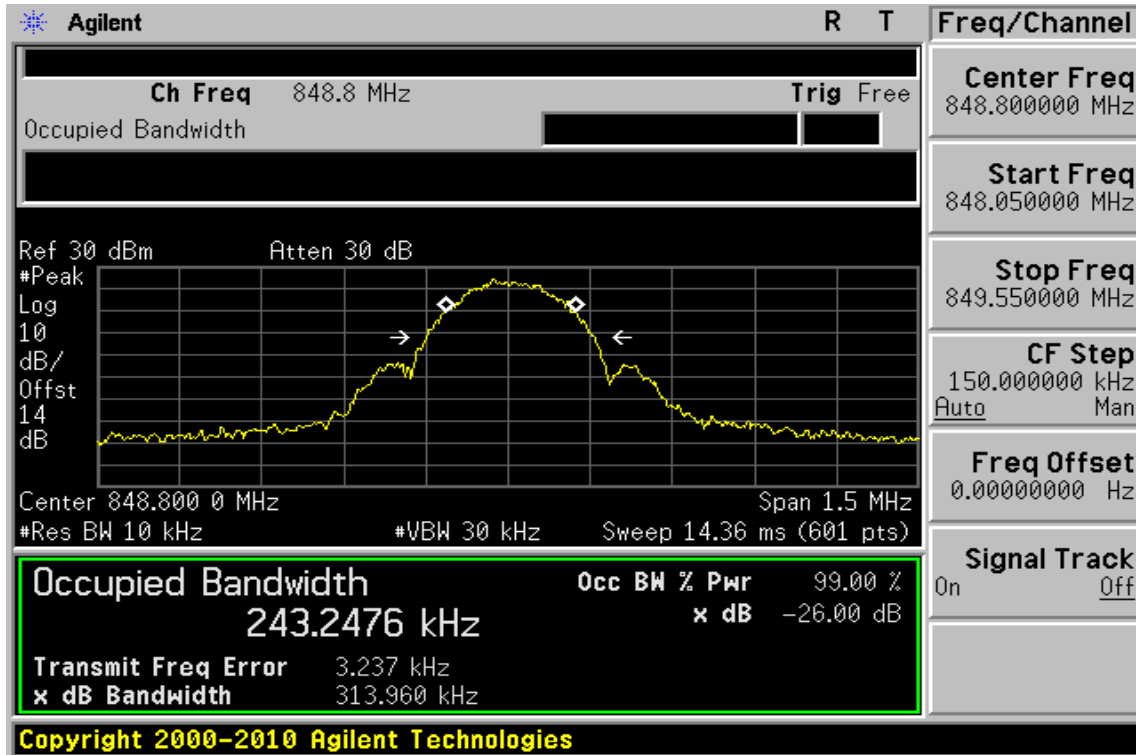 Agilent R T
Ch Freq 848.8 MHz Trig Free
Occupied Bandwidth
Ref 30 dBm Atten 30 dB
#Peak
Log
10
dB/
Offst
14
dB
Center 848.800 0 MHz Span 1.5 MHz
#Res BW 10 kHz #VBW 30 kHz Sweep 14.36 ms (601 pts)
Occupied Bandwidth
243.2476 kHz
Occ BW % Pwr 99.00 %
x dB -26.00 dB
Transmit Freq Error 3.237 kHz
x dB Bandwidth 313.960 kHz
Copyright 2000-2010 Agilent Technologies
Freq/Channel
Center Freq
848.800000 MHz
Start Freq
848.050000 MHz
Stop Freq
849.550000 MHz
CF Step
150.000000 kHz
Auto Man
Freq Offset
0.00000000 Hz
Signal Track
On Off